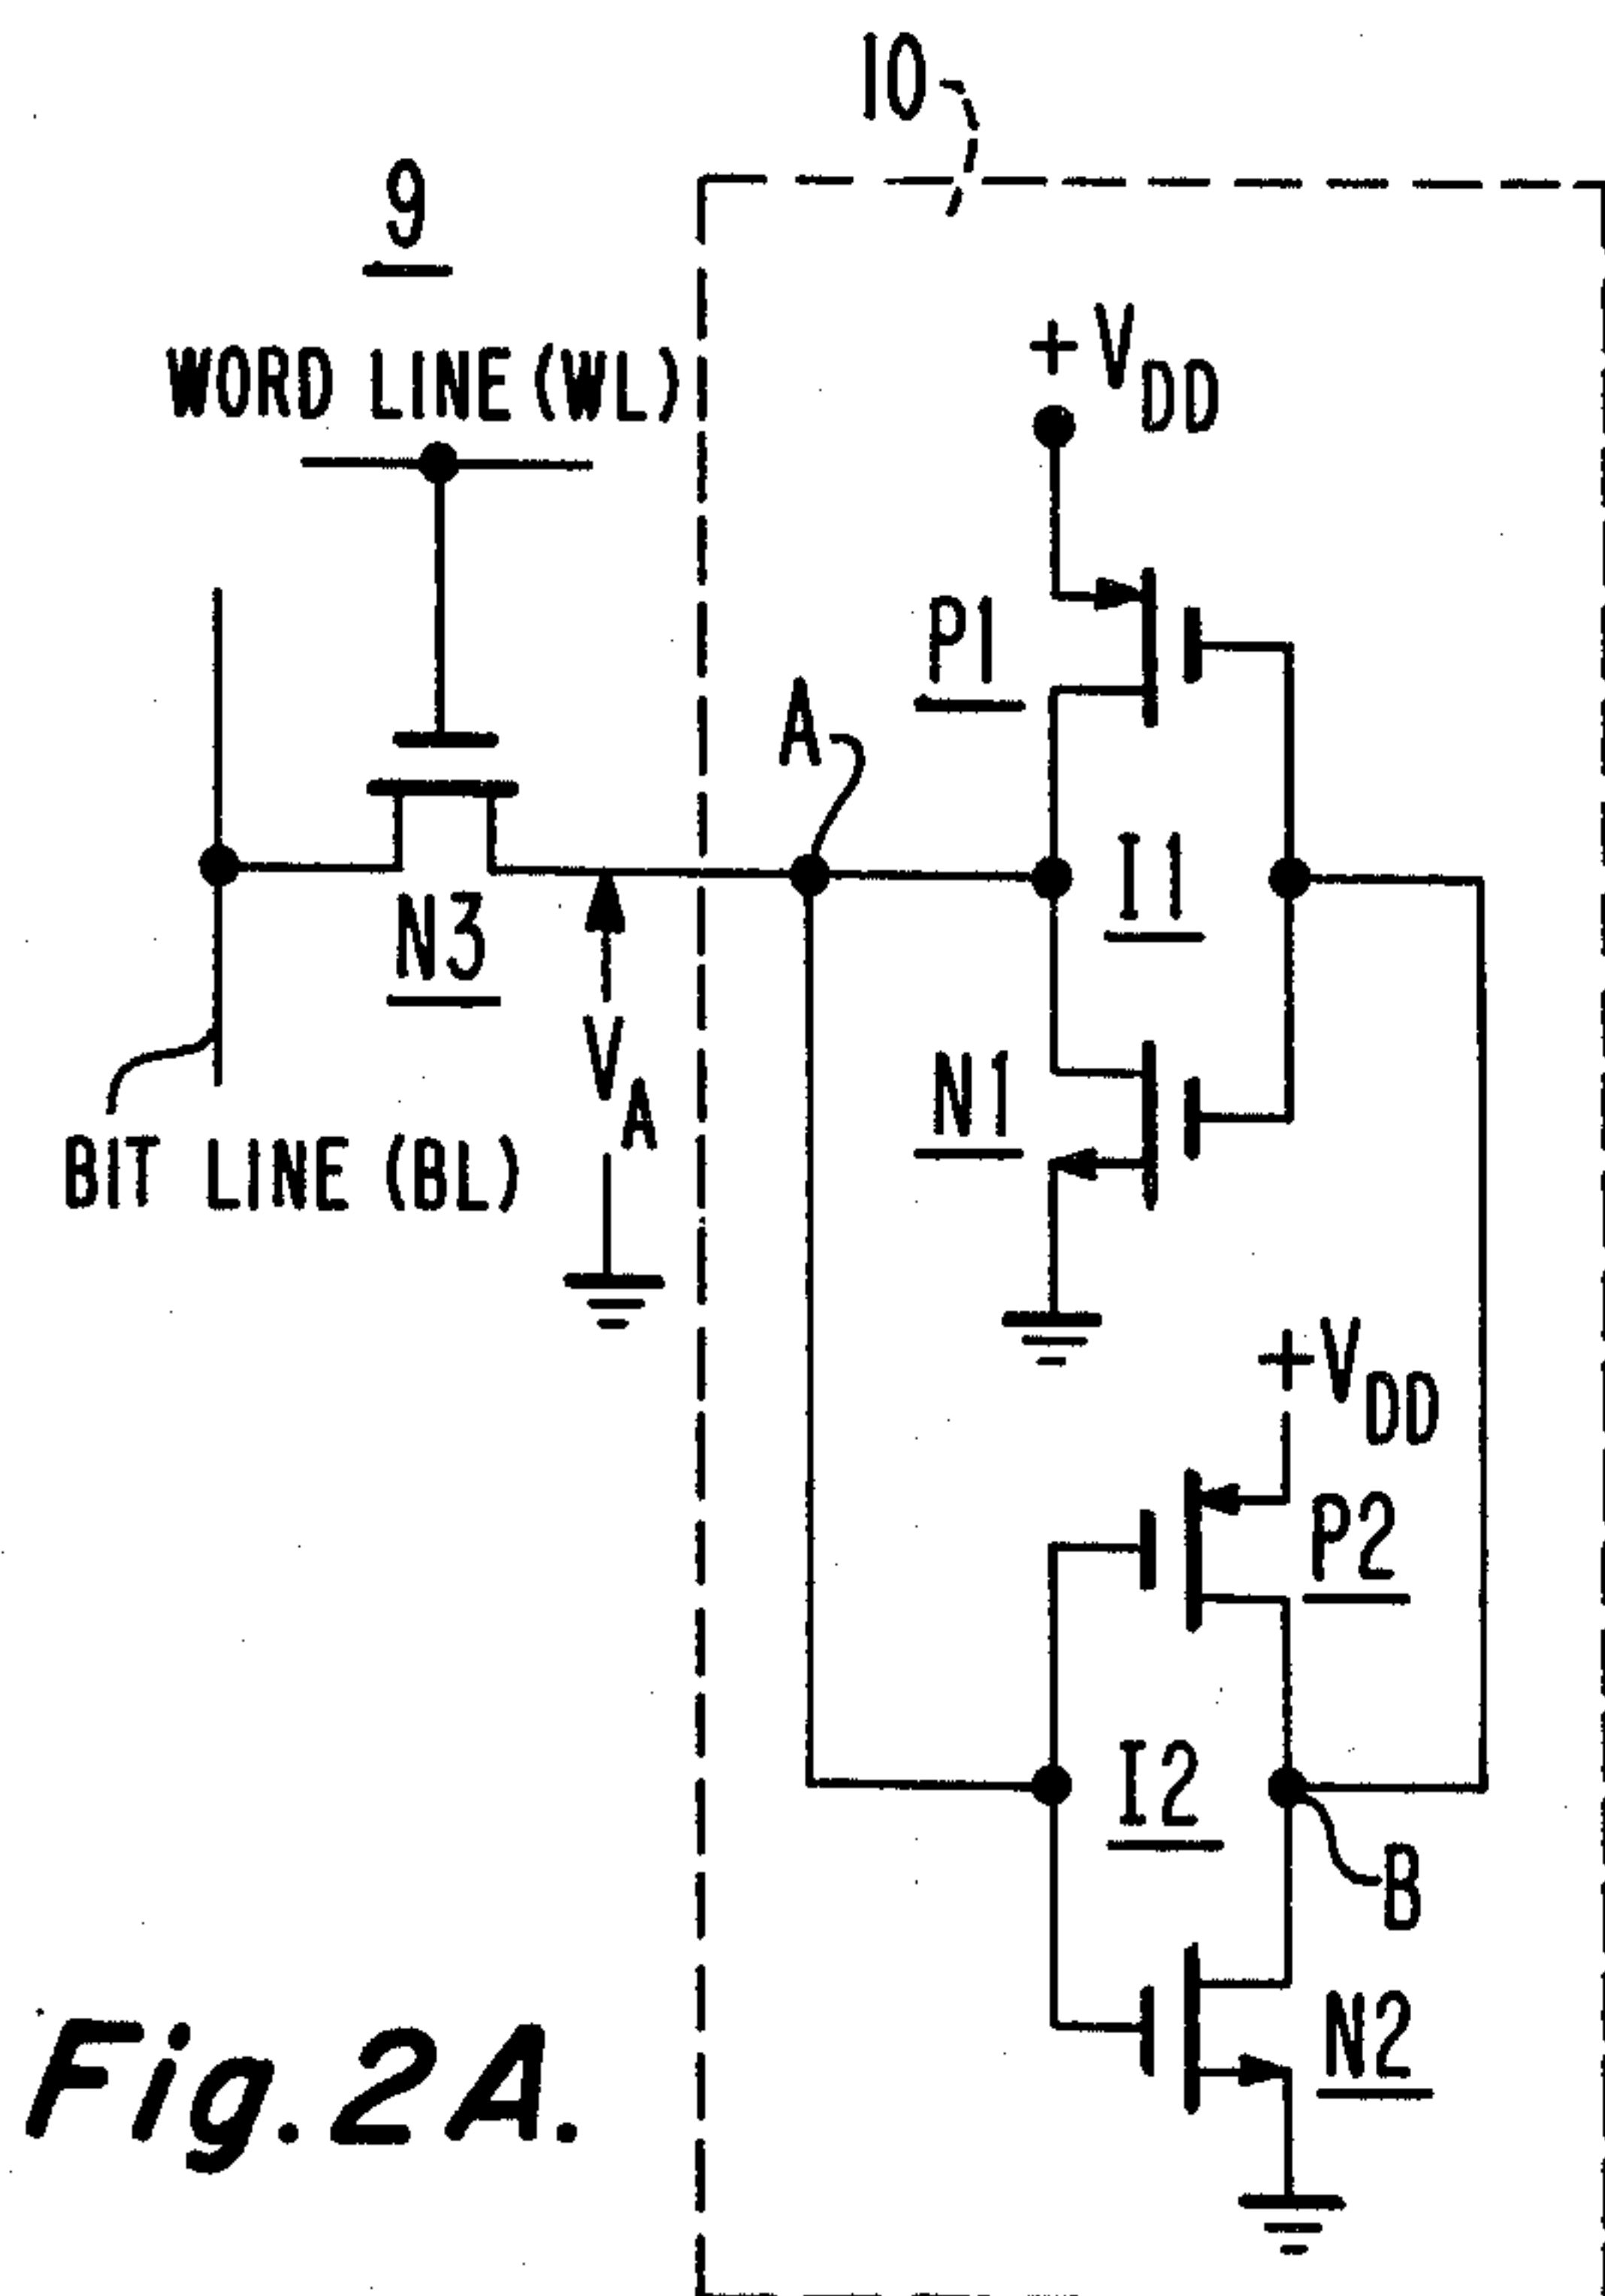 10
9
WORD LINE (WL)
+VDD
P1
A
I1
N3
N1
VA
BIT LINE (BL)
+VDD
P2
I2
B
N2
Fig. 2A.